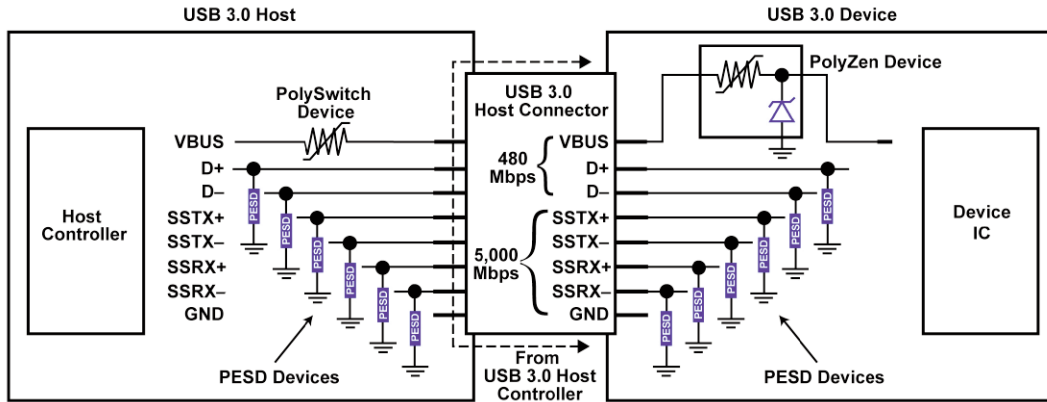 USB 3.0 Host
USB 3.0 Device
PolySwitch
Device
VBUS
D+
D–
SSTX+
SSTX–
SSRX+
SSRX–
GND
Host
Controller
PESD
PESD
PESD
PESD
PESD
PESD
PESD Devices
USB 3.0
Host Connector
480
Mbps
5,000
Mbps
VBUS
D+
D–
SSTX+
SSTX–
SSRX+
SSRX–
GND
From
USB 3.0 Host
Controller
PolyZen Device
PESD
PESD
PESD
PESD
PESD
PESD
PESD Devices
Device
IC